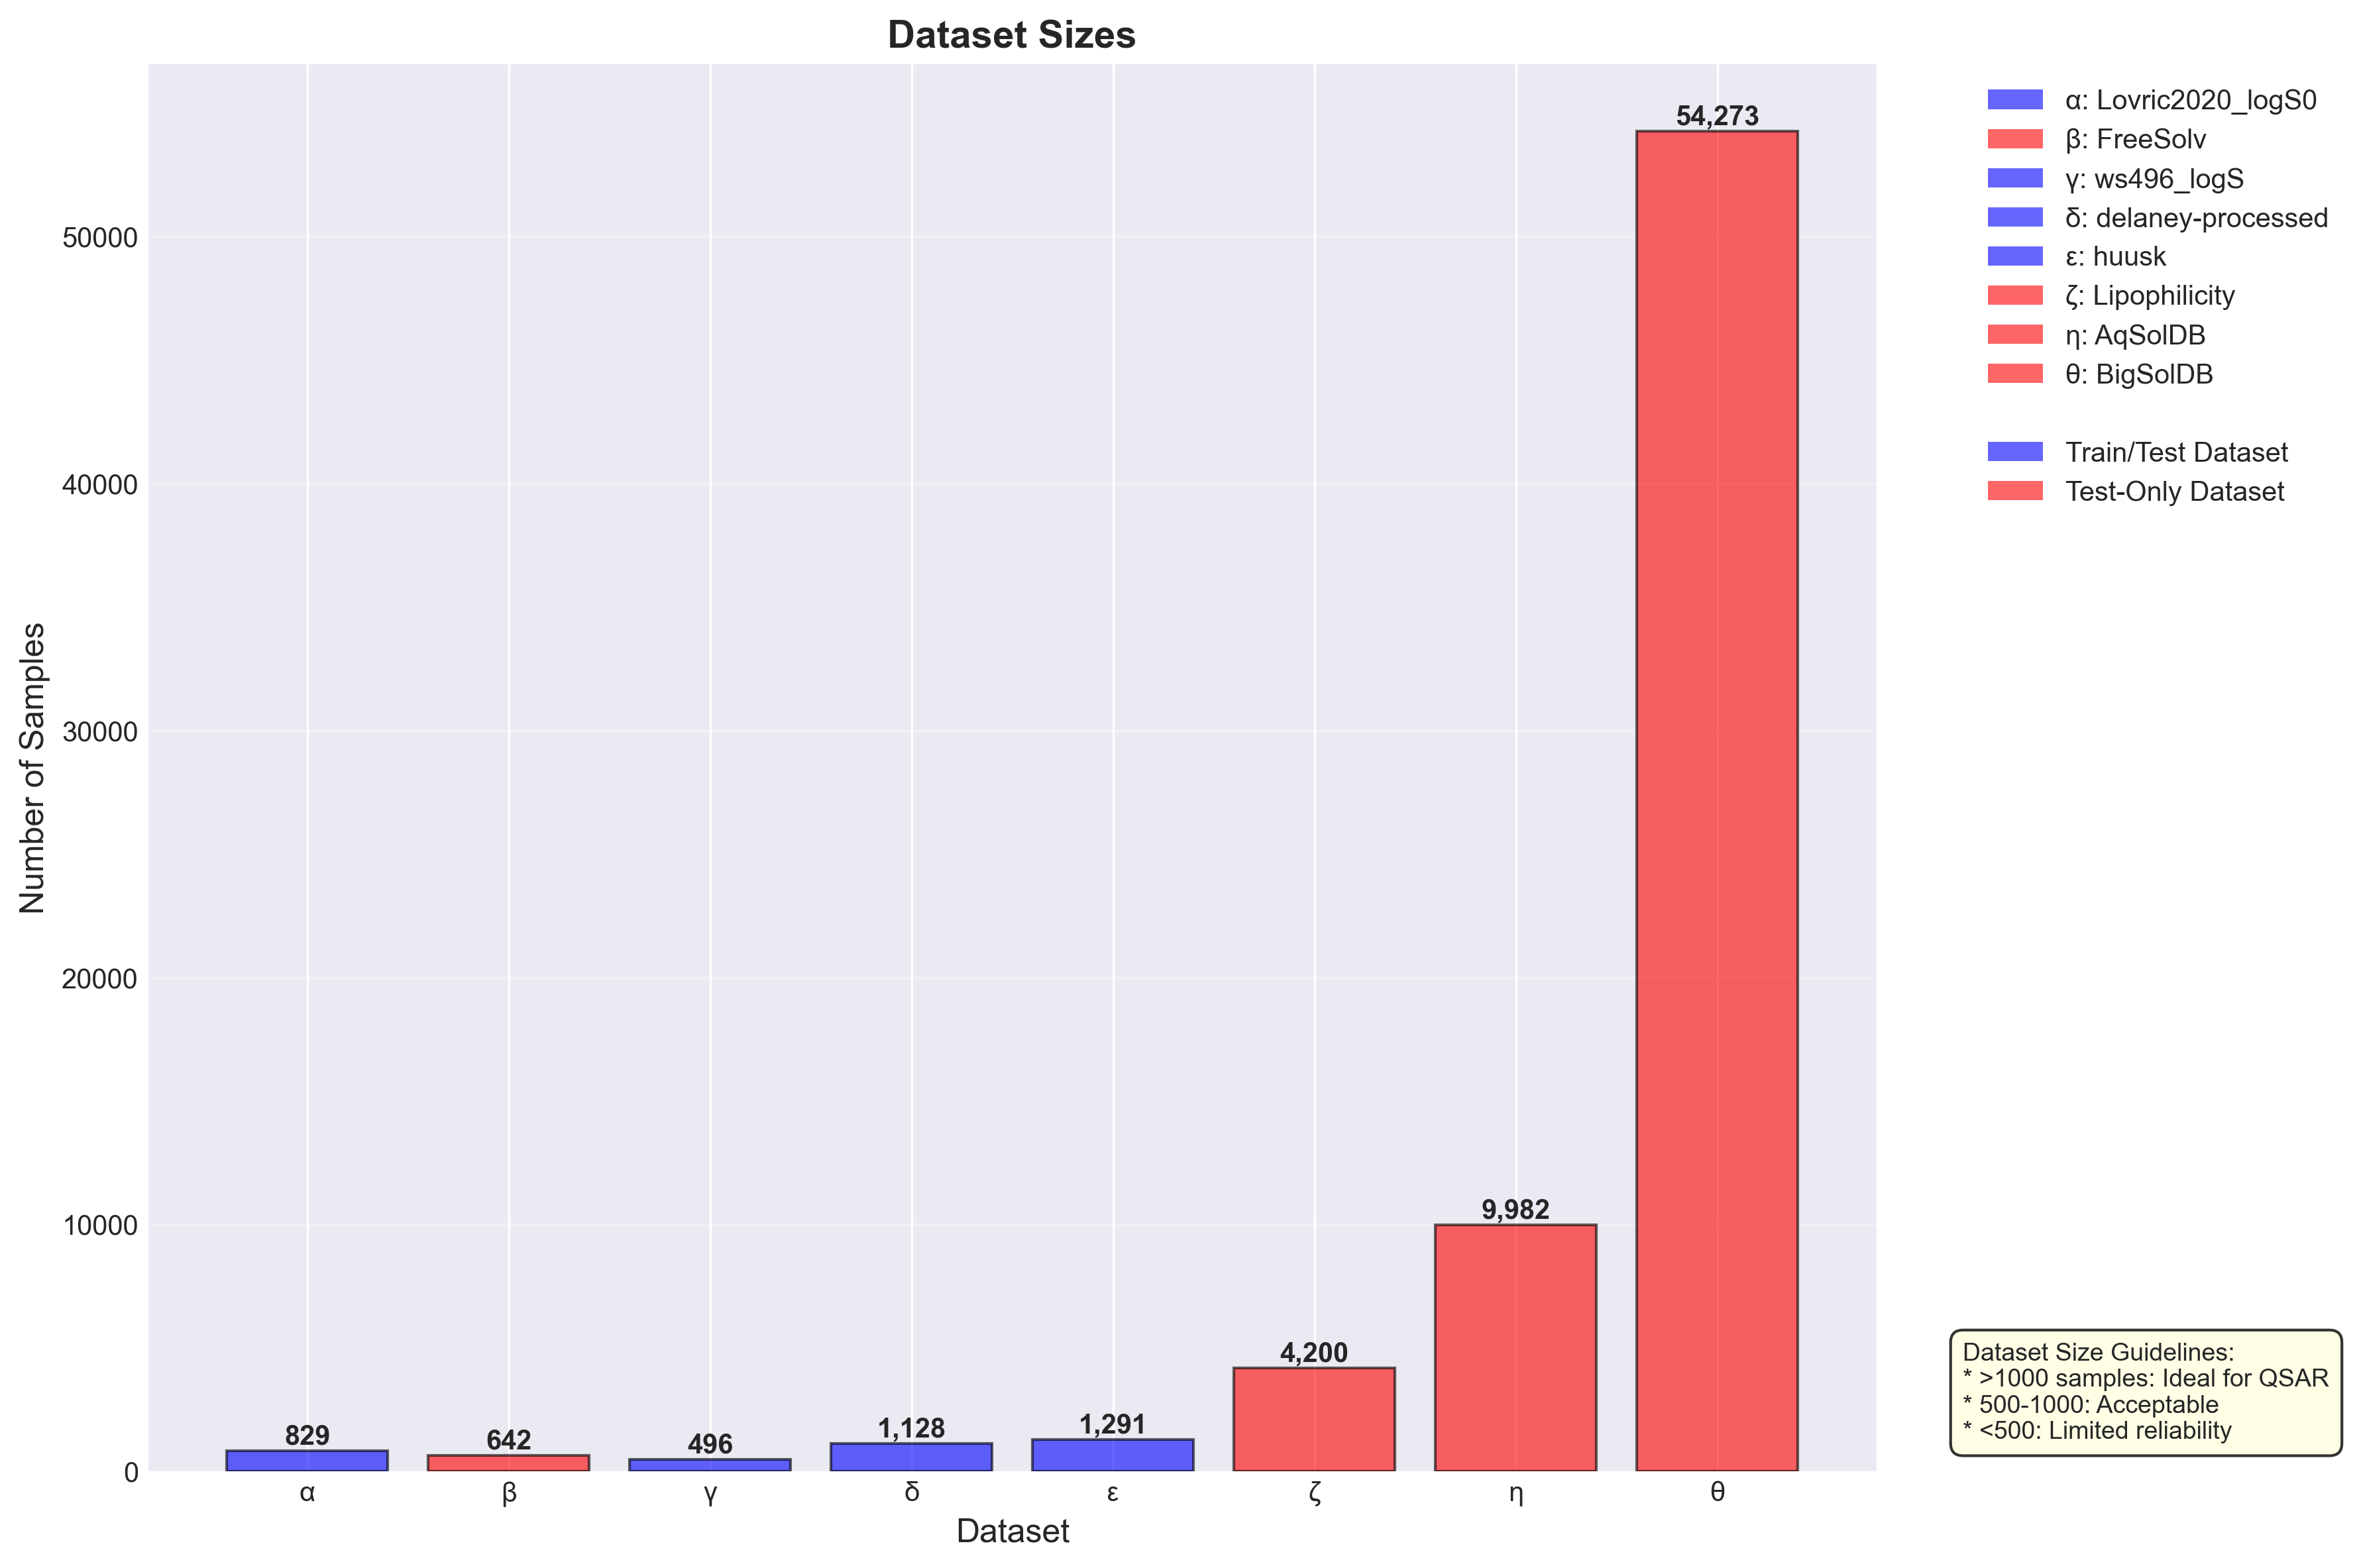 Dataset Sizes
Number of Samples
50000
40000
30000
20000
10000
0
829
642
496
1,128
1,291
4,200
9,982
54,273
α
β
γ
δ
ε
ζ
η
θ
Dataset
α: Lovric2020_logS0
β: FreeSolv
γ: ws496_logS
δ: delaney-processed
ε: huusk
ζ: Lipophilicity
η: AqSolDB
θ: BigSolDB
Train/Test Dataset
Test-Only Dataset
Dataset Size Guidelines:
* >1000 samples: Ideal for QSAR
* 500-1000: Acceptable
* <500: Limited reliability